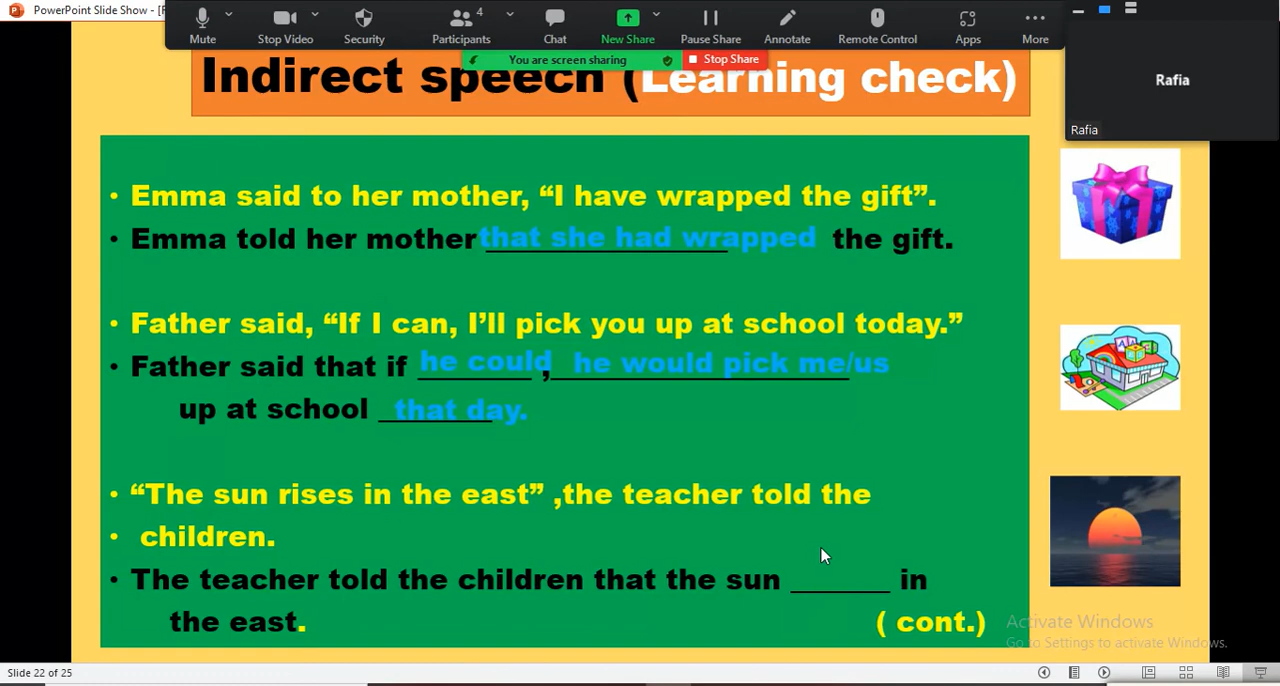 PowerPoint Slide Show - [
Mute
Stop Video
Security
4
Participants
Chat
New Share
Pause Share
Annotate
Remote Control
Apps
More
You are screen sharing
Stop Share
Rafia
Rafia
Indirect speech (Learning check)
• Emma said to her mother, “I have wrapped the gift”.
• Emma told her mother that she had wrapped the gift.
• Father said, “If I can, I’ll pick you up at school today.”
• Father said that if he could , he would pick me/us
up at school that day.
• “The sun rises in the east” ,the teacher told the
• children.
• The teacher told the children that the sun _______ in
the east. ( cont.)
Activate Windows
Go to Settings to activate Windows.
Slide 22 of 25